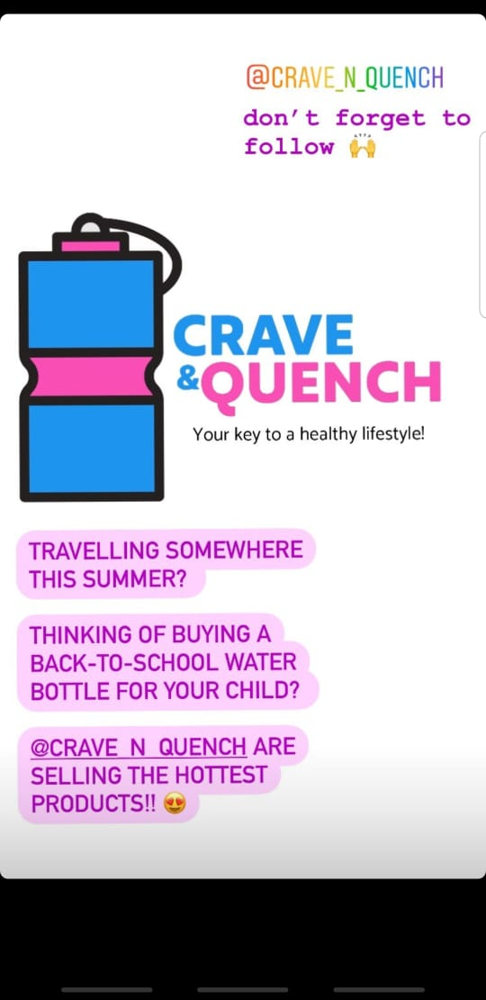 @CRAVE_N_QUENCH
don't forget to
follow 🙌
CRAVE
&QUENCH
Your key to a healthy lifestyle!
TRAVELLING SOMEWHERE
THIS SUMMER?
THINKING OF BUYING A
BACK-TO-SCHOOL WATER
BOTTLE FOR YOUR CHILD?
@CRAVE_N_QUENCH ARE
SELLING THE HOTTEST
PRODUCTS!! 😍